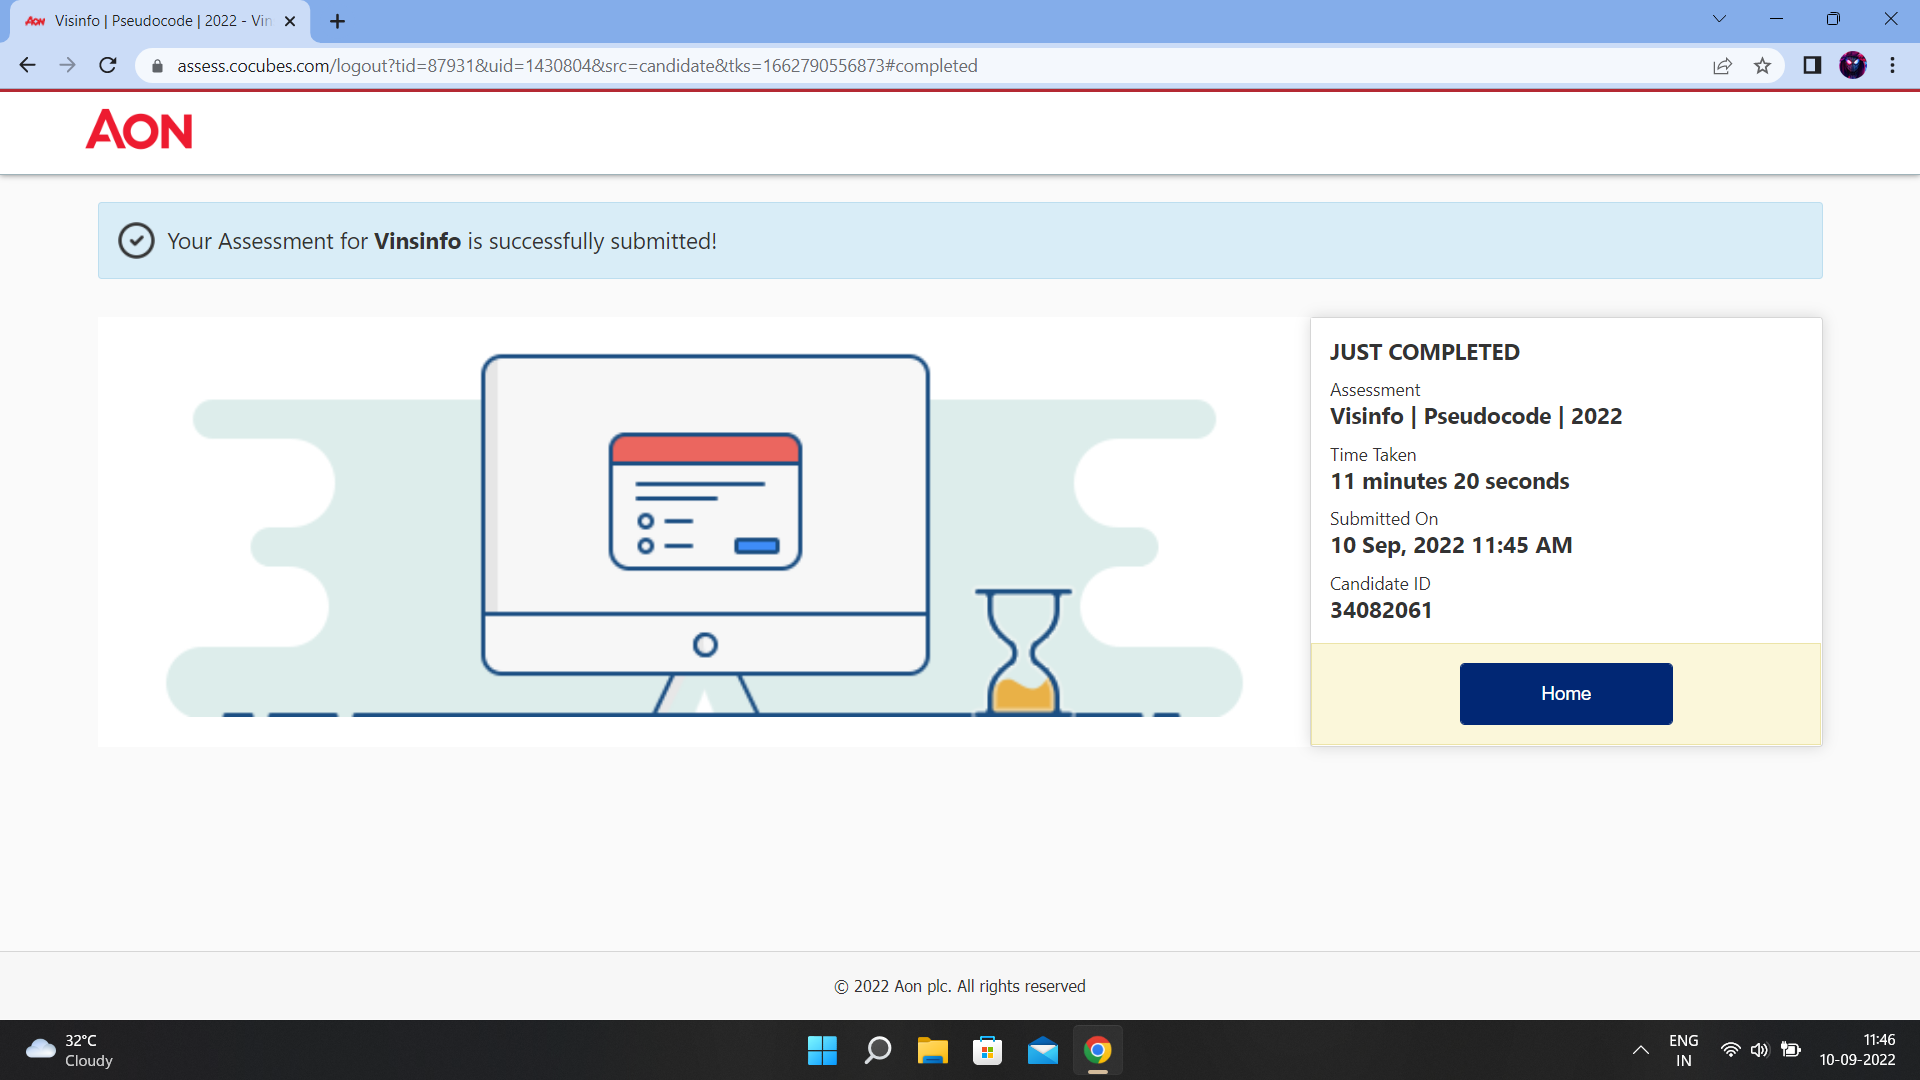 Aon Visinfo | Pseudocode | 2022 - Vin
assess.cocubes.com/logout?tid=87931&uid=1430804&src=candidate&tks=1662790556873#completed
AON
Your Assessment for Vinsinfo is successfully submitted!
JUST COMPLETED
Assessment
Visinfo | Pseudocode | 2022
Time Taken
11 minutes 20 seconds
Submitted On
10 Sep, 2022 11:45 AM
Candidate ID
34082061
Home
© 2022 Aon plc. All rights reserved
32°C
Cloudy
ENG
IN
11:46
10-09-2022